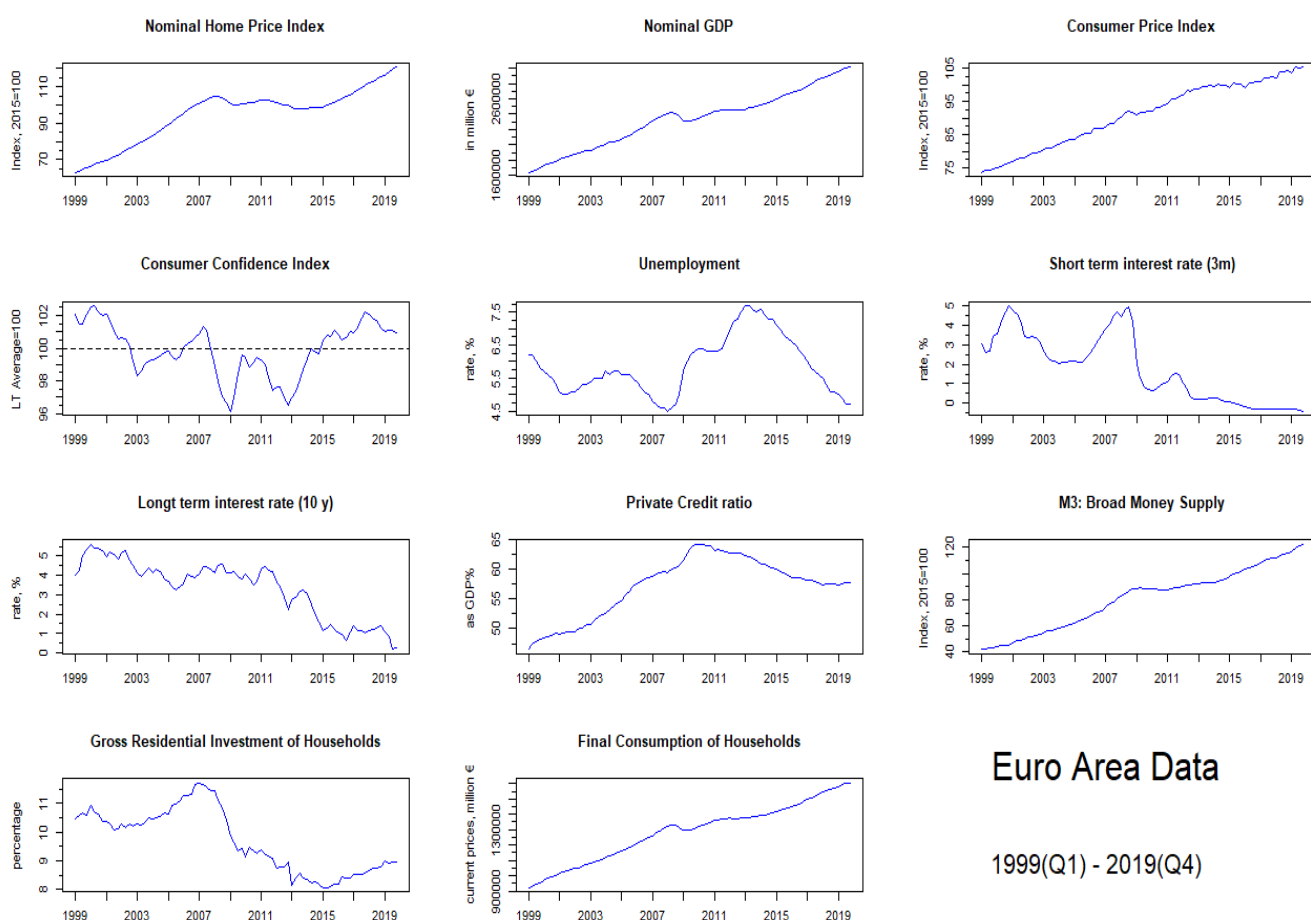 Nominal Home Price Index
Nominal GDP
Consumer Price Index
Index, 2015=100
70 90 110
1999 2003 2007 2011 2015 2019
in million €
1600000 2600000
1999 2003 2007 2011 2015 2019
Index, 2015=100
75 85 95 105
1999 2003 2007 2011 2015 2019
Consumer Confidence Index
Unemployment
Short term interest rate (3m)
LT Average=100
96 98 100 102
1999 2003 2007 2011 2015 2019
rate, %
4.5 5.5 6.5 7.5
1999 2003 2007 2011 2015 2019
rate, %
0 1 2 3 4 5
1999 2003 2007 2011 2015 2019
Longt term interest rate (10 y)
Private Credit ratio
M3: Broad Money Supply
rate, %
0 1 2 3 4 5
1999 2003 2007 2011 2015 2019
as GDP%
50 55 60 65
1999 2003 2007 2011 2015 2019
Index, 2015=100
40 60 80 120
1999 2003 2007 2011 2015 2019
Gross Residential Investment of Households
Final Consumption of Households
percentage
8 9 10 11
1999 2003 2007 2011 2015 2019
current prices, million €
900000 1300000
1999 2003 2007 2011 2015 2019
Euro Area Data
1999(Q1) - 2019(Q4)